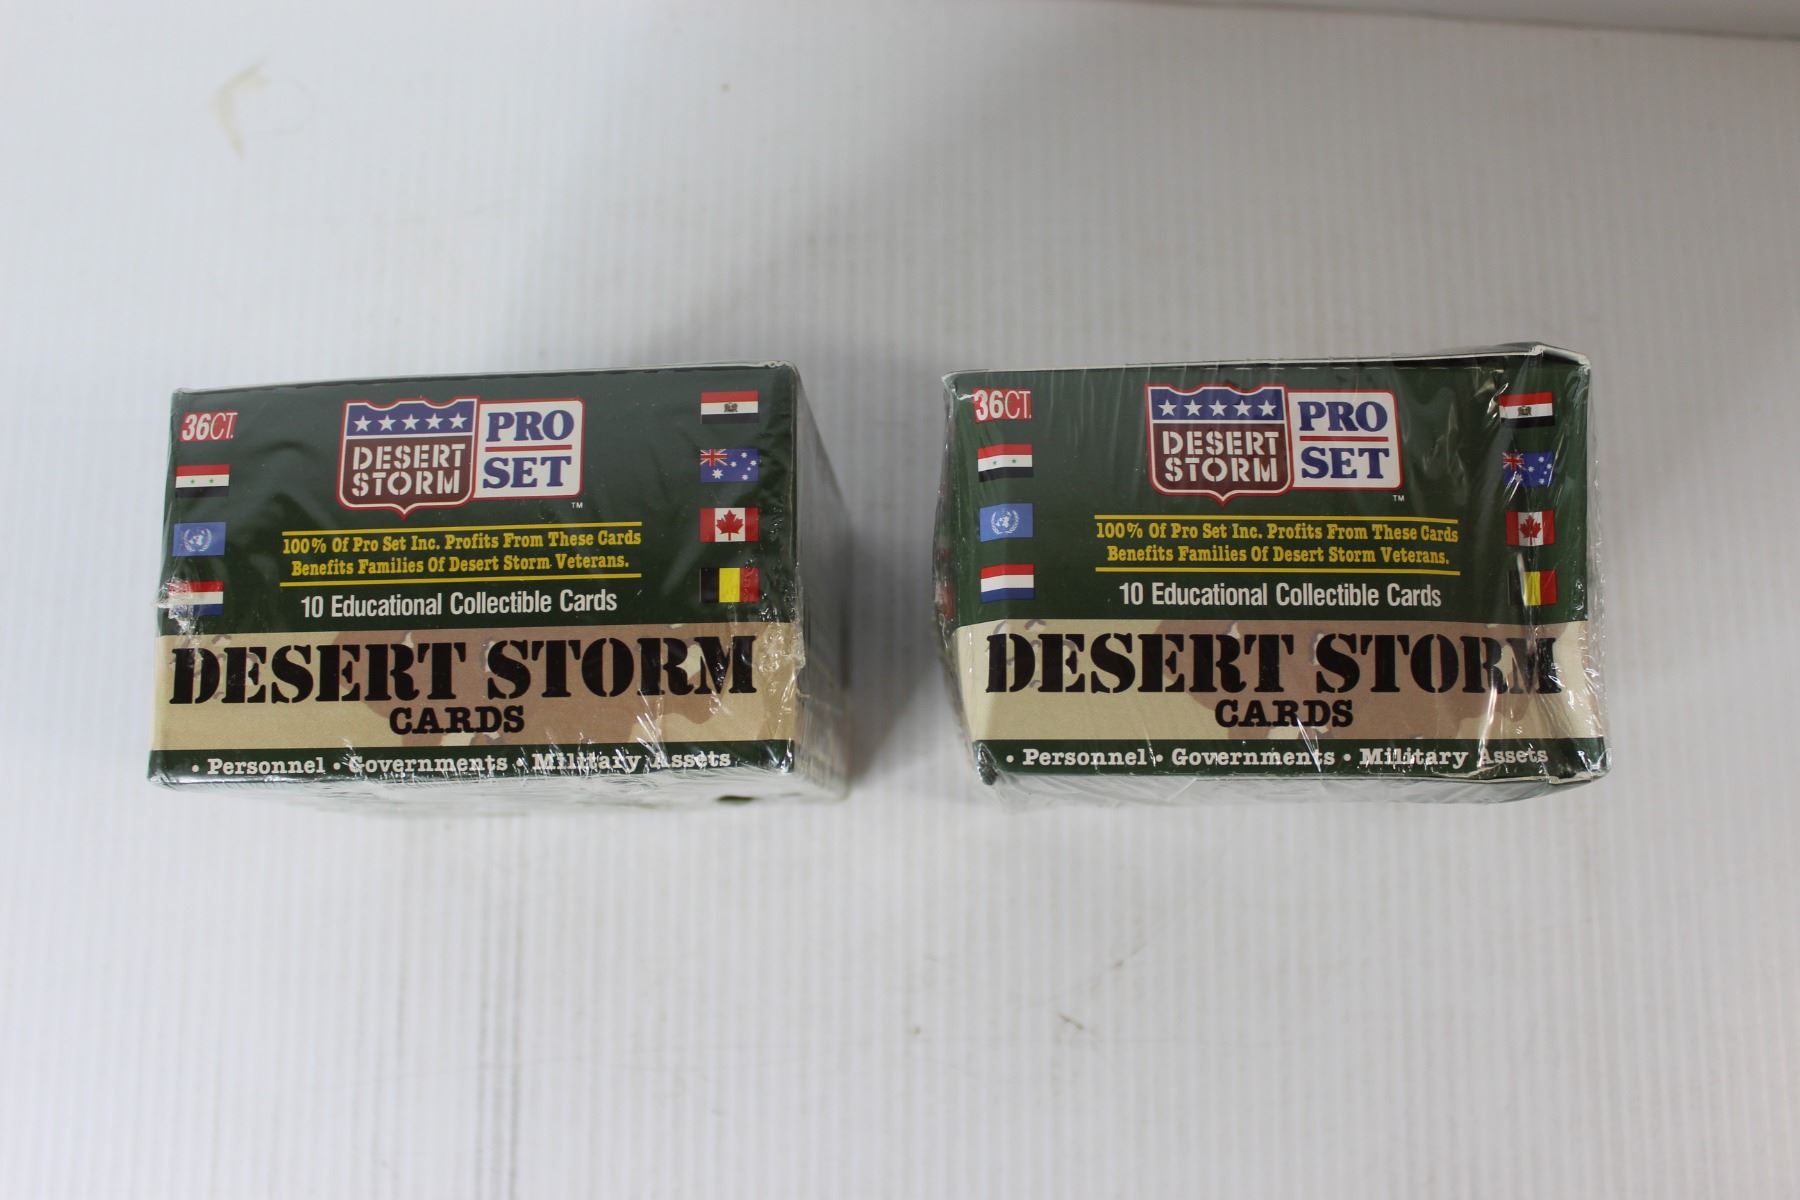 36CT.
DESERT
STORM
PRO
SET
TM
100% Of Pro Set Inc. Profits From These Cards
Benefits Families Of Desert Storm Veterans.
10 Educational Collectible Cards
DESERT STORM
CARDS
• Personnel • Governments • Military Assets
36CT.
DESERT
STORM
PRO
SET
TM
100% Of Pro Set Inc. Profits From These Cards
Benefits Families Of Desert Storm Veterans.
10 Educational Collectible Cards
DESERT STORM
CARDS
• Personnel • Governments • Military Assets